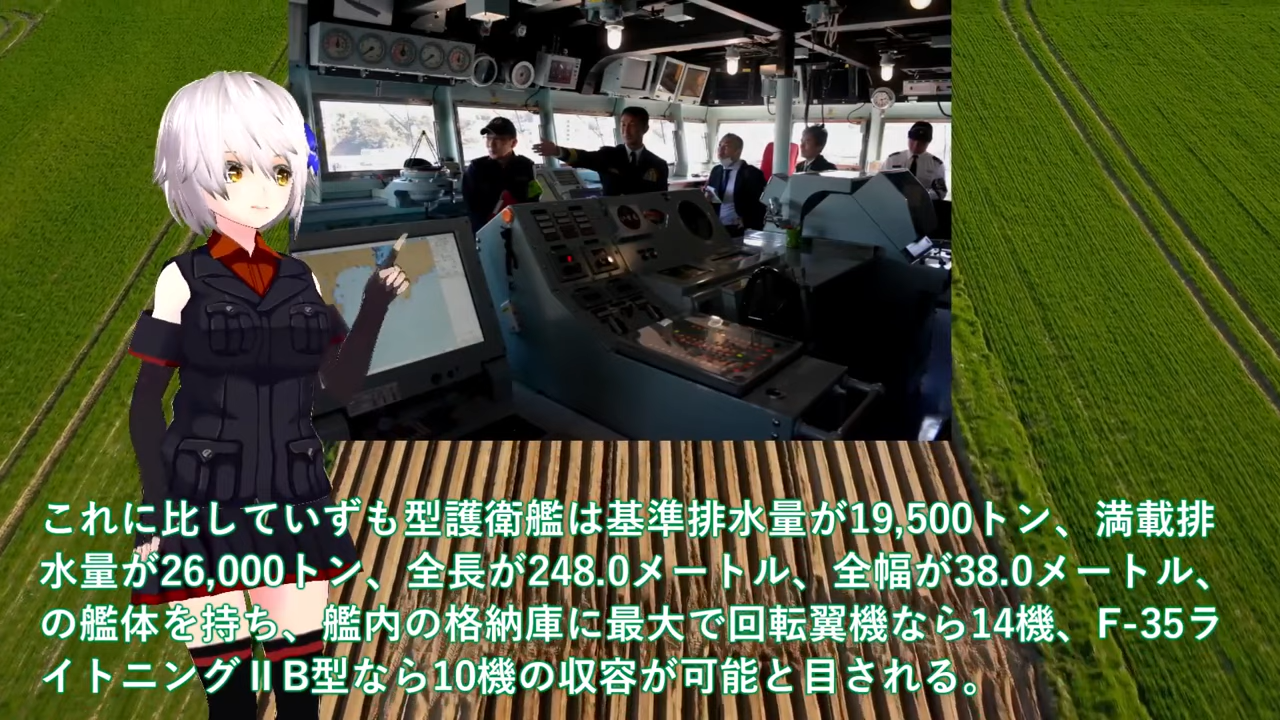 これに比していずも型護衛艦は基準排水量が19,500トン、満載排
水量が26,000トン、全長が248.0メートル、全幅が38.0メートル、
の艦体を持ち、艦内の格納庫に最大で回転翼機なら14機、F-35ラ
イトニングⅡB型なら10機の収容が可能と目される。